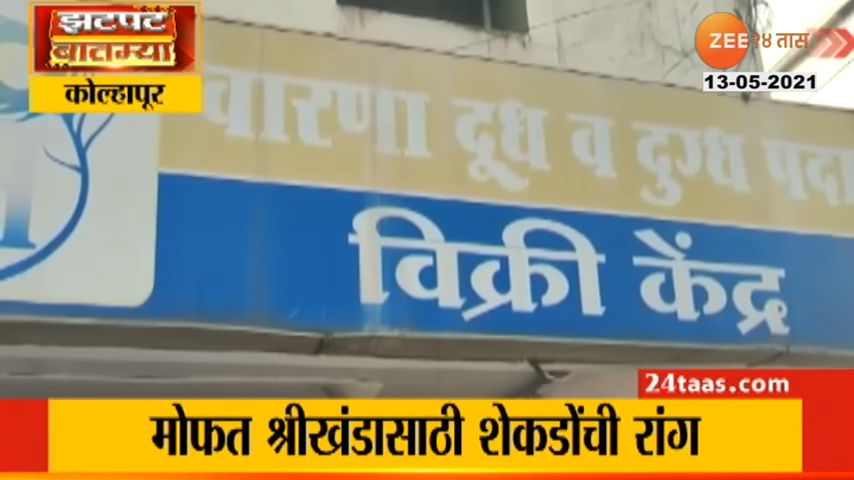 झटपट
बातम्या
कोल्हापूर
ZEE २४ तास
13-05-2021
वारणा दूध व दुग्ध पदा
विक्री केंद्र
24taas.com
मोफत श्रीखंडासाठी शेकडोंची रांग